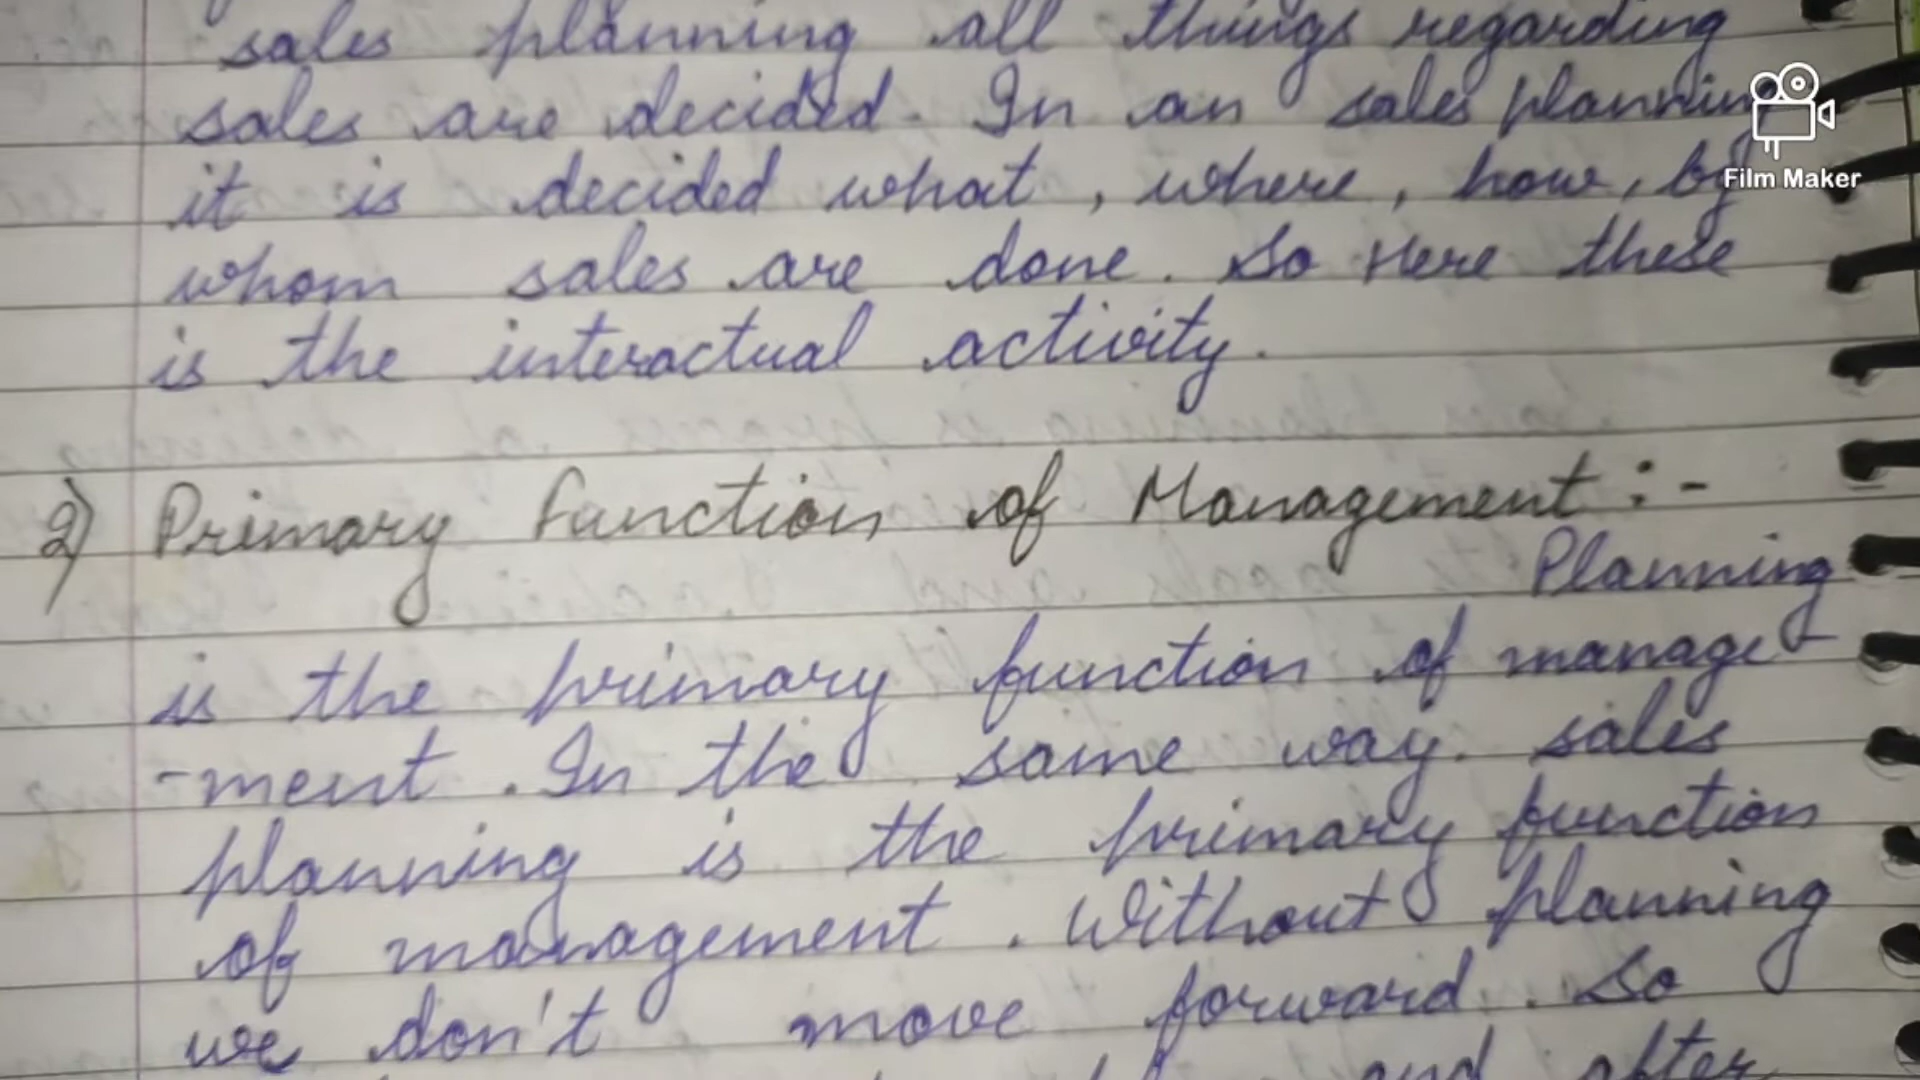 sales planning all things regarding
sales are decided. In an sales planning
it is decided what, where, how, by
whom sales are done. So Here these
is the interactual activity.
2) Primary Function of Management :-
Planning
is the primary function of manage
-ment. In the same way. sales
planning is the primary function
of management. Without planning
we don't move forward. So
and after
Film Maker